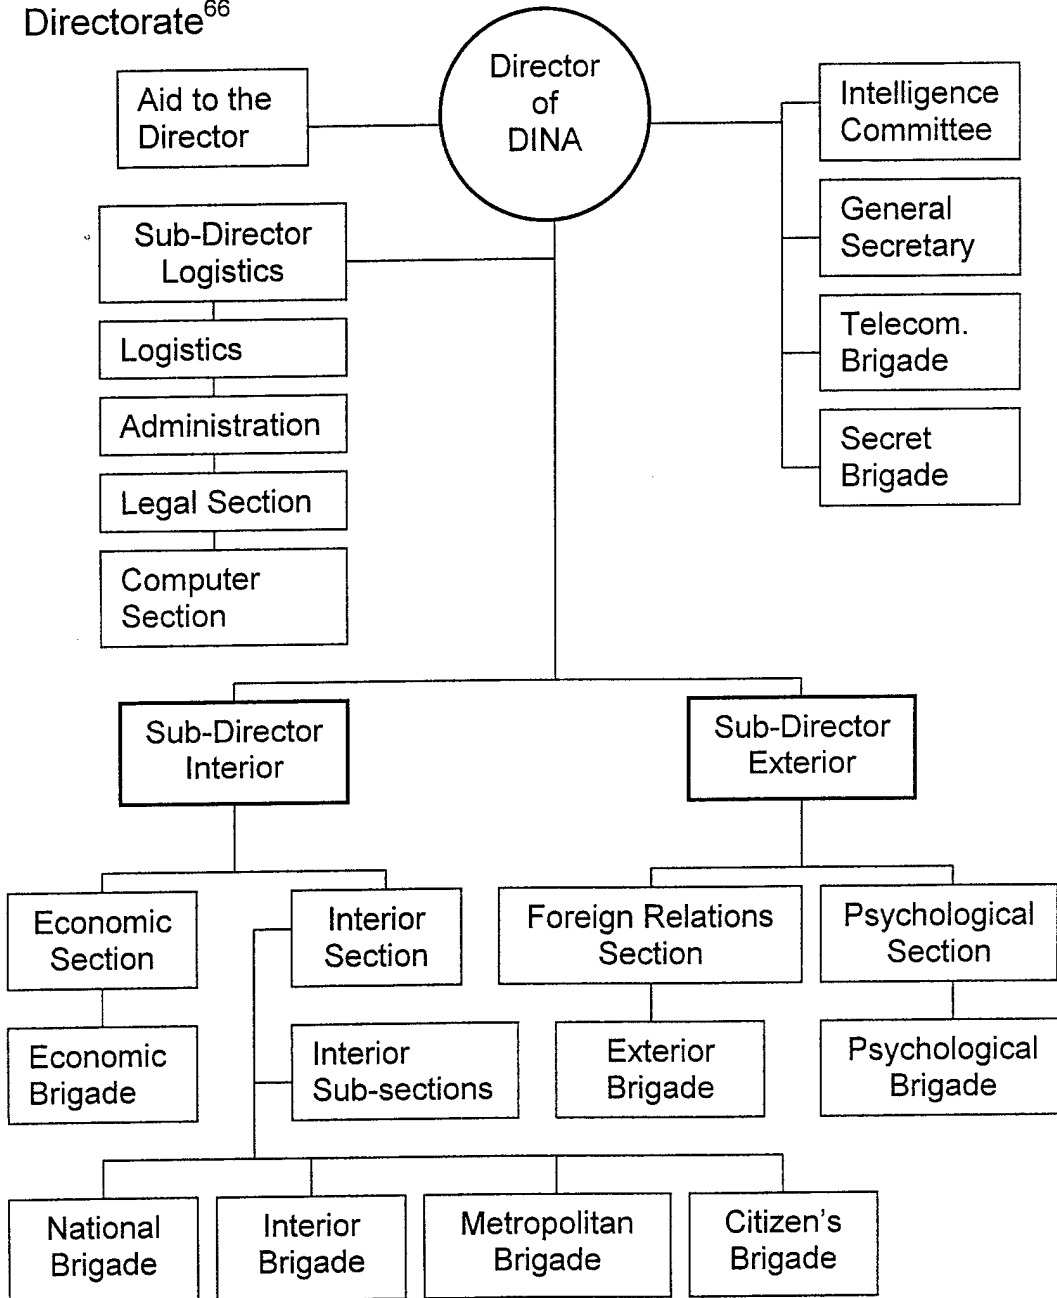 Directorate66
Director
of
DINA
Aid to the
Director
Intelligence
Committee
General
Secretary
Telecom.
Brigade
Secret
Brigade
Sub-Director
Logistics
Logistics
Administration
Legal Section
Computer
Section
Sub-Director
Interior
Sub-Director
Exterior
Economic
Section
Interior
Section
Foreign Relations
Section
Psychological
Section
Economic
Brigade
Interior
Sub-sections
Exterior
Brigade
Psychological
Brigade
National
Brigade
Interior
Brigade
Metropolitan
Brigade
Citizen's
Brigade